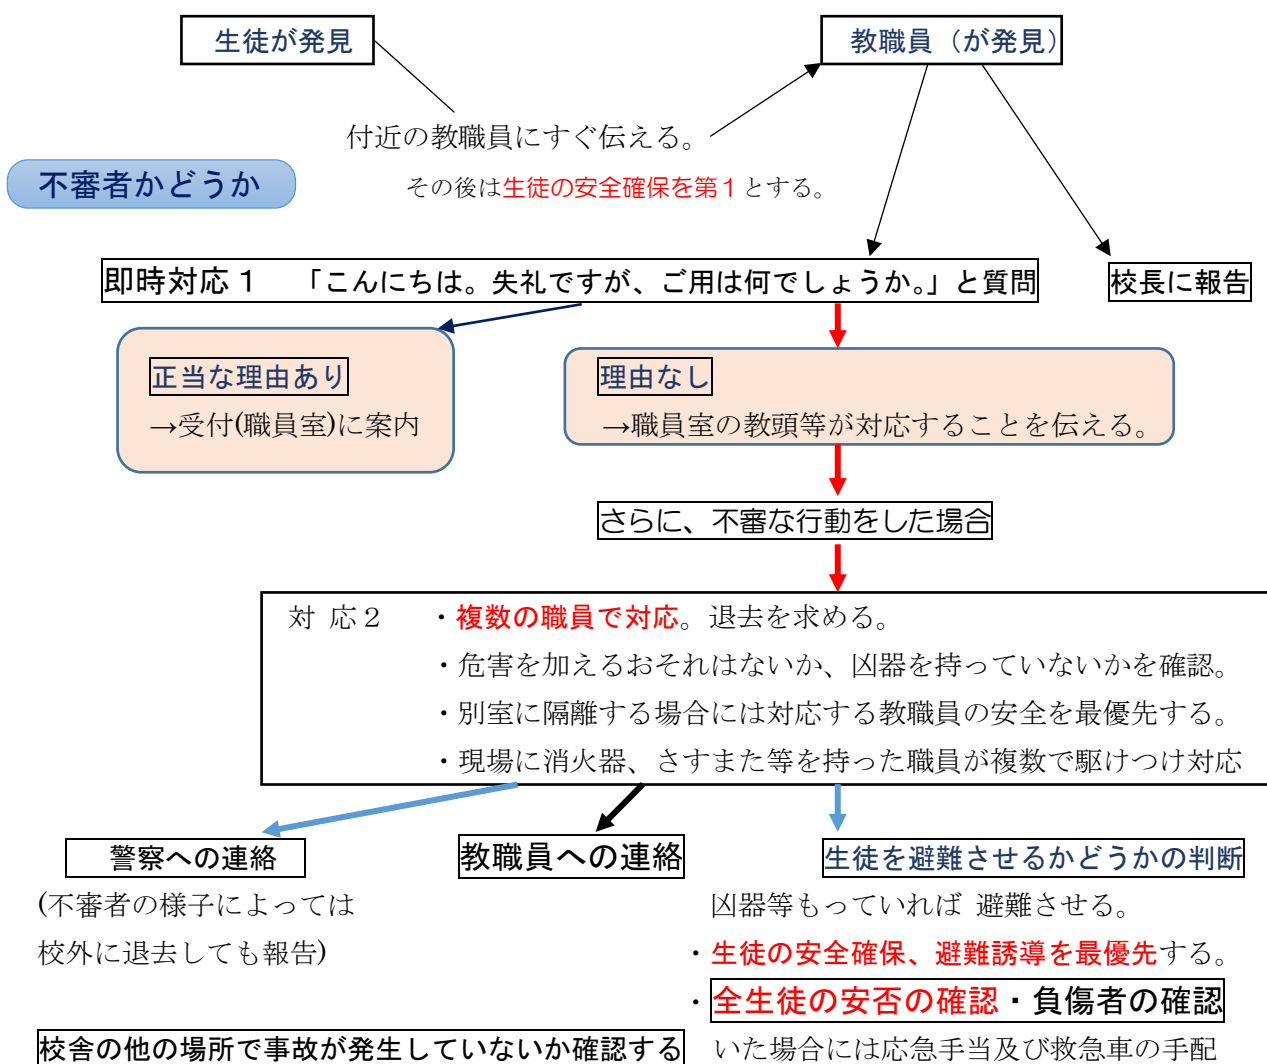 生徒が発見
教職員（が発見）
付近の教職員にすぐ伝える。
不審者かどうか
その後は生徒の安全確保を第１とする。
即時対応１　「こんにちは。失礼ですが、ご用は何でしょうか。」と質問
校長に報告
正当な理由あり
→受付(職員室)に案内
理由なし
→職員室の教頭等が対応することを伝える。
さらに、不審な行動をした場合
対 応２　・複数の職員で対応。退去を求める。
・危害を加えるおそれはないか、凶器を持っていないかを確認。
・別室に隔離する場合には対応する教職員の安全を最優先する。
・現場に消火器、さすまた等を持った職員が複数で駆けつけ対応
警察への連絡
(不審者の様子によっては
校外に退去しても報告)
教職員への連絡
生徒を避難させるかどうかの判断
凶器等もっていれば 避難させる。
・生徒の安全確保、避難誘導を最優先する。
・全生徒の安否の確認・負傷者の確認
いた場合には応急手当及び救急車の手配
校舎の他の場所で事故が発生していないか確認する